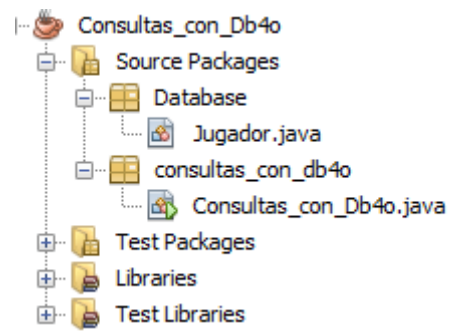 Consultas_con_Db4o
Source Packages
Database
Jugador.java
consultas_con_db4o
Consultas_con_Db4o.java
Test Packages
Libraries
Test Libraries